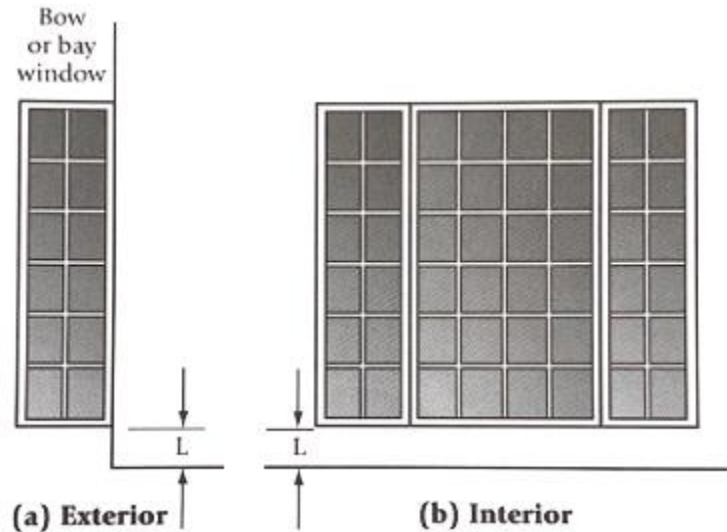 Bow
or bay
window
L
L
(a) Exterior
(b) Interior